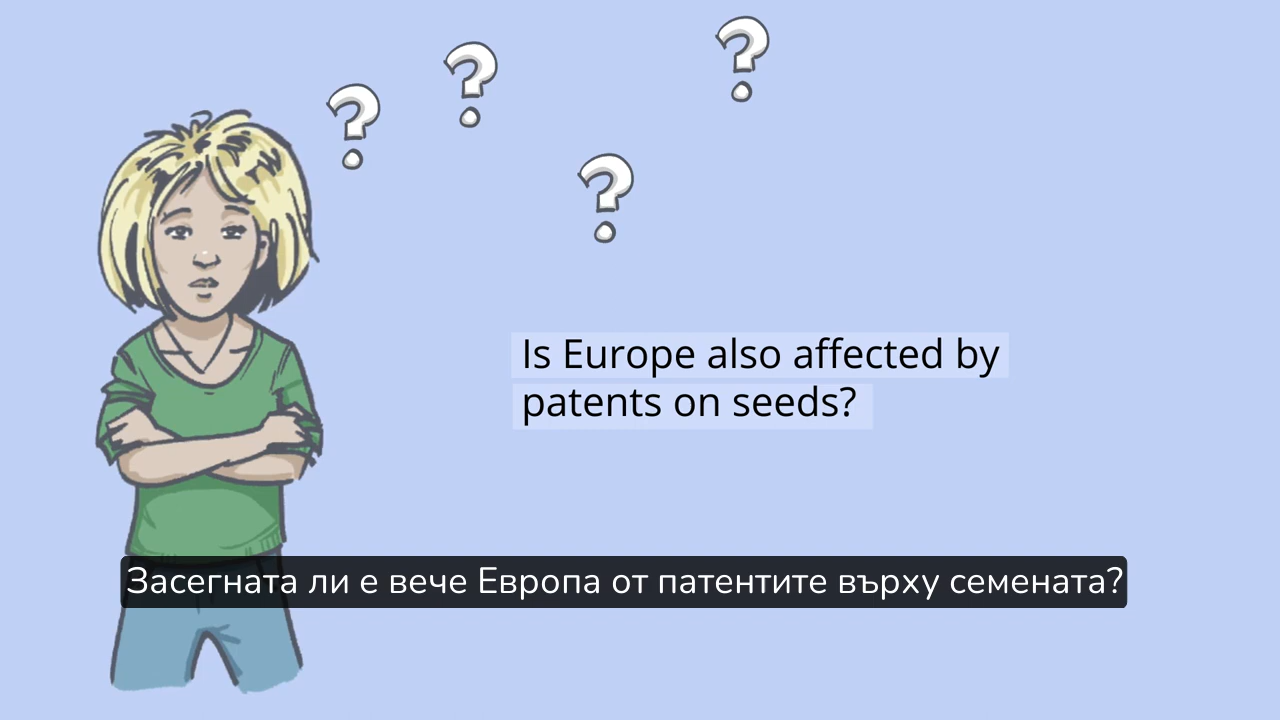 ?
?
?
?
Is Europe also affected by
patents on seeds?
Засегната ли е вече Европа от патентите върху семената?